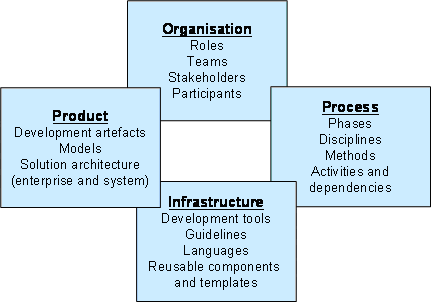 Organisation
Roles
Teams
Stakeholders
Participants
Product
Development artefacts
Models
Solution architecture
(enterprise and system)
Process
Phases
Disciplines
Methods
Activities and
dependencies
Infrastructure
Development tools
Guidelines
Languages
Reusable components
and templates